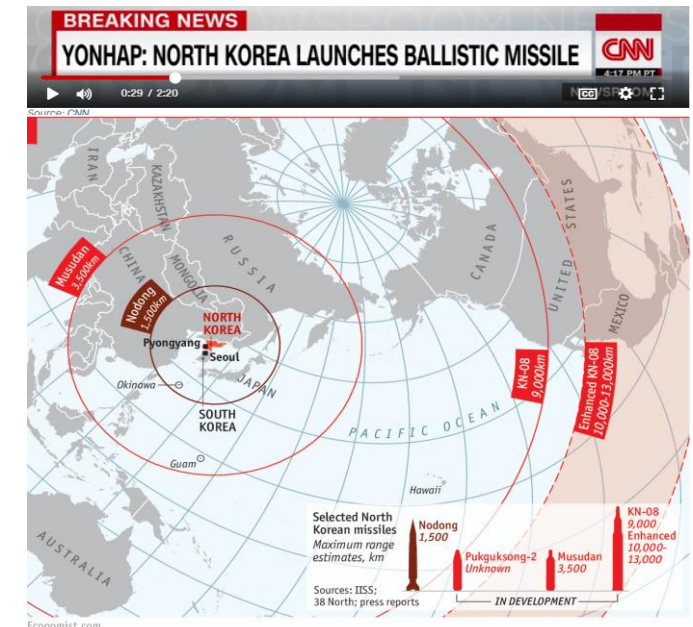 BREAKING NEWS
YONHAP: NORTH KOREA LAUNCHES BALLISTIC MISSILE
CNN
4:17 PM PT
0:29 / 2:20
CC
Source: CNN
IRAN
KAZAKHSTAN
RUSSIA
CANADA
UNITED STATES
MEXICO
Musudan
3,500km
CHINA
MONGOLIA
Nodong
1,500km
NORTH
KOREA
Pyongyang
Seoul
JAPAN
Okinawa
SOUTH
KOREA
KN-08
9,000km
Enhanced KN-08
10,000-13,000km
PACIFIC OCEAN
Guam
Hawaii
AUSTRALIA
Selected North
Korean missiles
Maximum range
estimates, km
Sources: IISS;
38 North; press reports
Nodong
1,500
Pukguksong-2
Unknown
Musudan
3,500
KN-08
9,000
Enhanced
10,000-
13,000
IN DEVELOPMENT
Economist.com